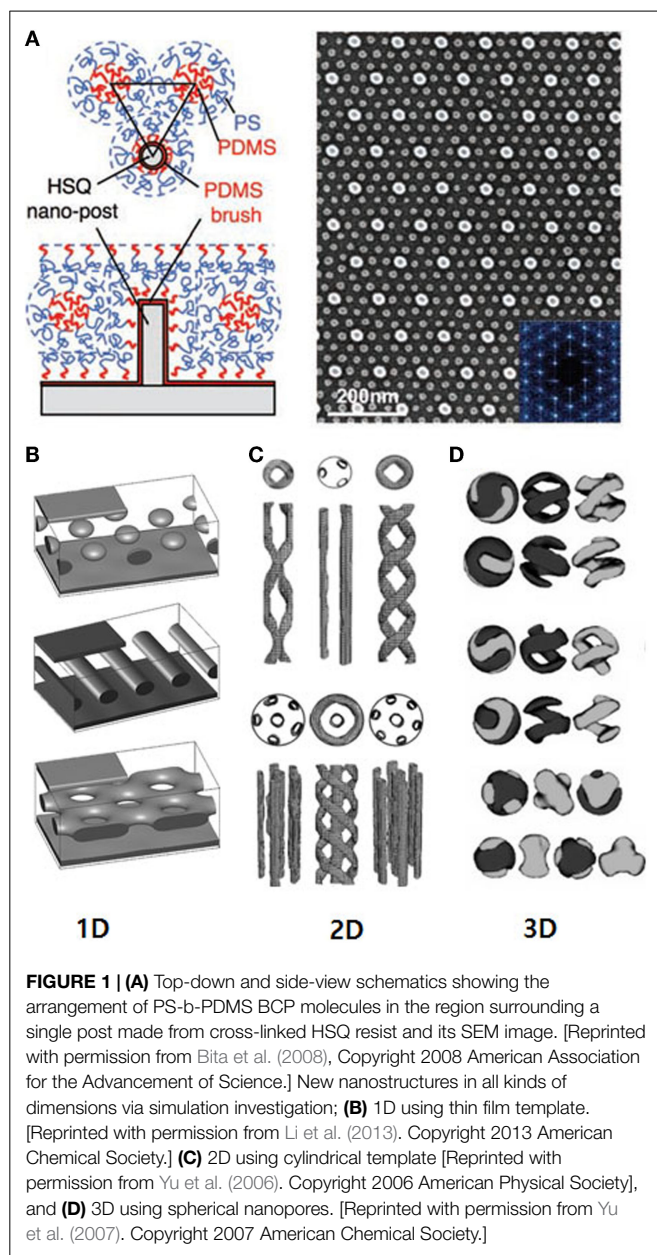 A
PS
PDMS
HSQ
nano-post
PDMS
brush
200nm
B
C
D
1D
2D
3D
FIGURE 1 | (A) Top-down and side-view schematics showing the
arrangement of PS-b-PDMS BCP molecules in the region surrounding a
single post made from cross-linked HSQ resist and its SEM image. [Reprinted
with permission from Bita et al. (2008), Copyright 2008 American Association
for the Advancement of Science.] New nanostructures in all kinds of
dimensions via simulation investigation; (B) 1D using thin film template.
[Reprinted with permission from Li et al. (2013). Copyright 2013 American
Chemical Society.] (C) 2D using cylindrical template [Reprinted with
permission from Yu et al. (2006). Copyright 2006 American Physical Society],
and (D) 3D using spherical nanopores. [Reprinted with permission from Yu
et al. (2007). Copyright 2007 American Chemical Society.]